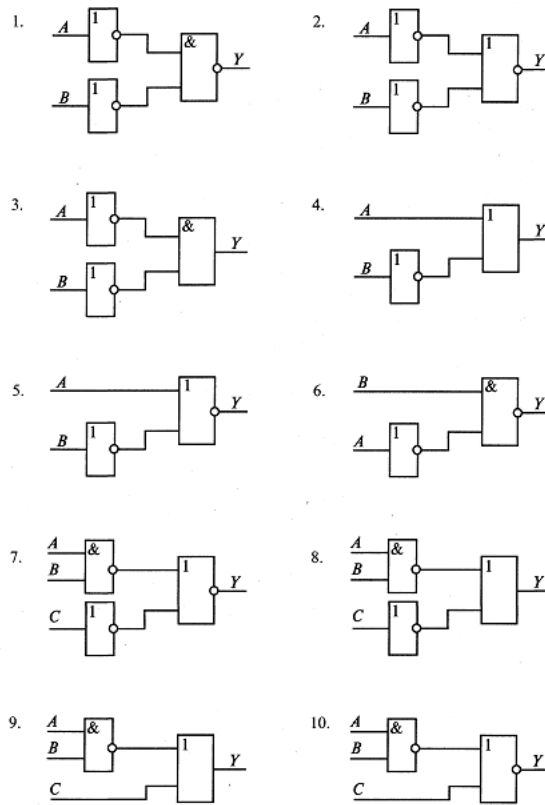 1. A 1 & Y B 1
2. A 1 1 Y B 1
3. A 1 & Y B 1
4. A 1 Y B 1
5. A 1 Y B 1
6. B & Y A 1
7. A & B 1 Y C 1
8. A & B 1 Y C 1
9. A & B 1 Y C
10. A & B 1 Y C